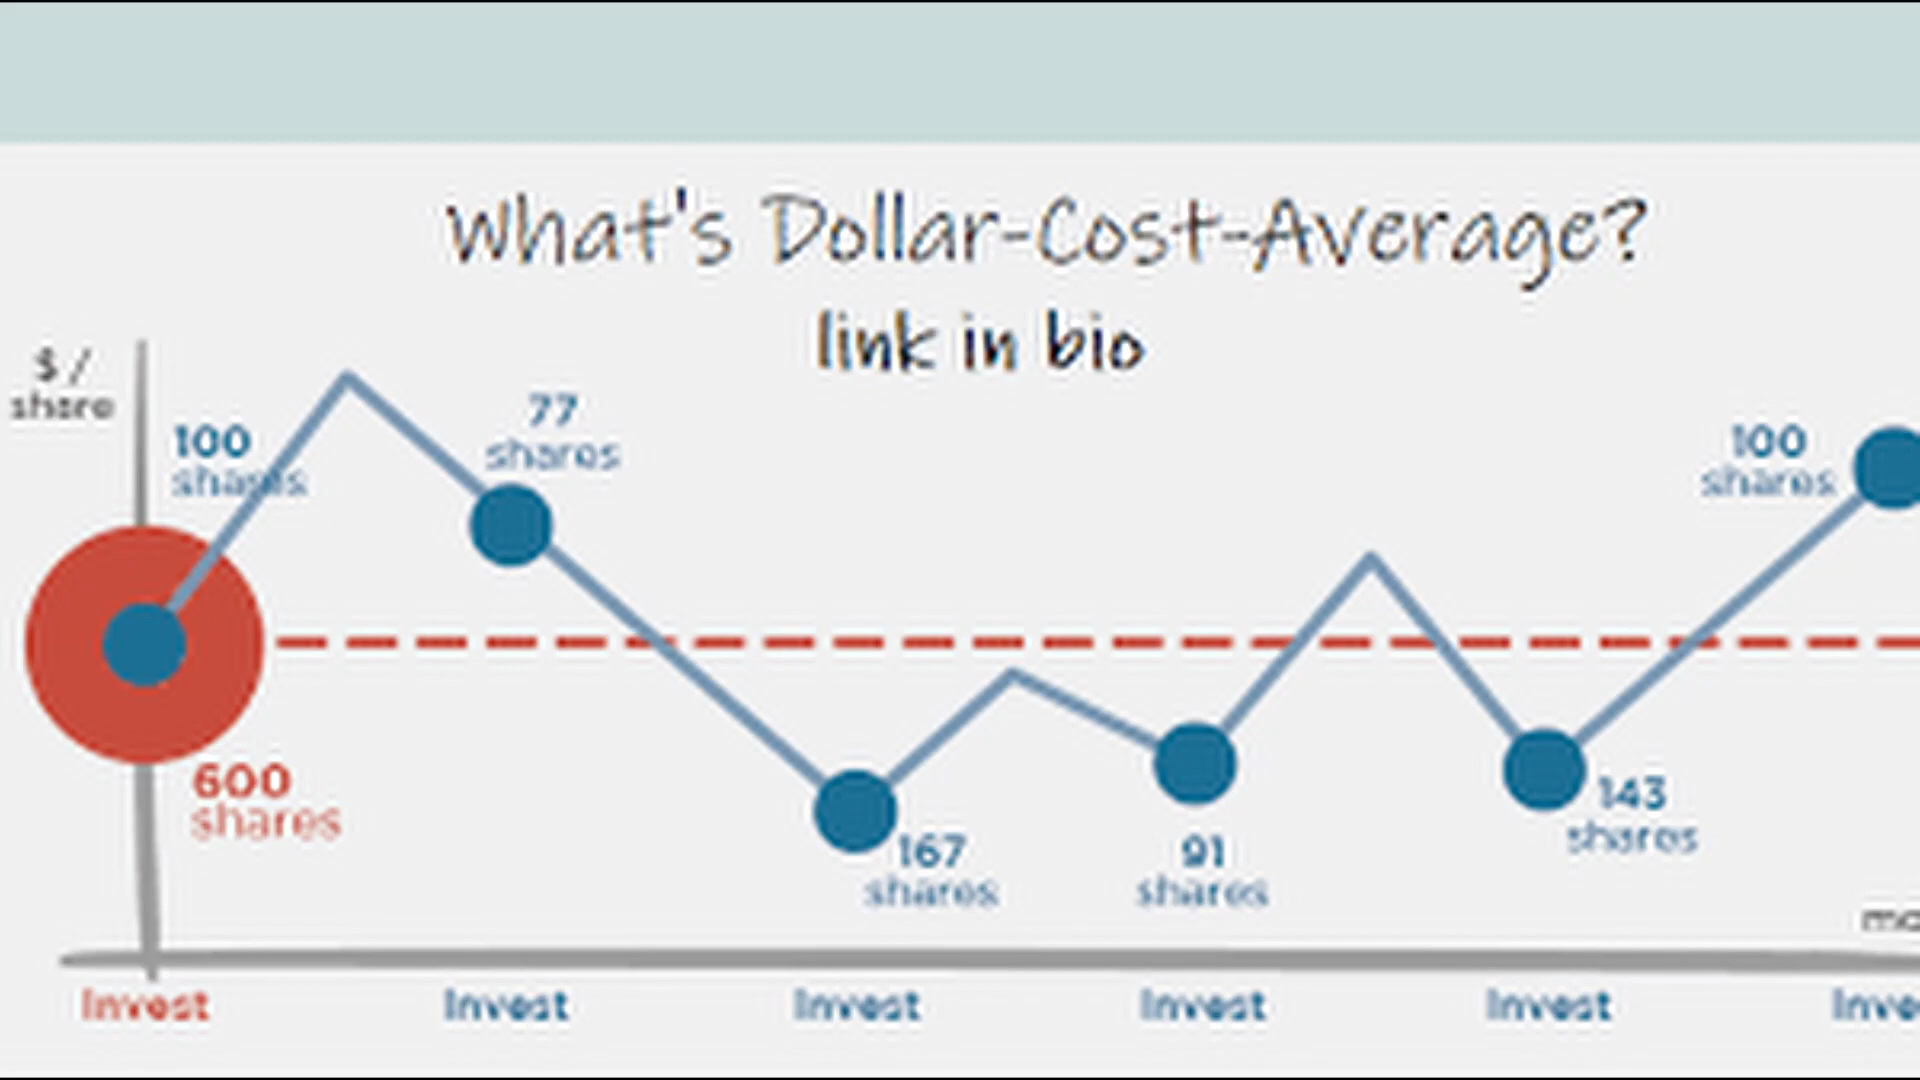 What's Dollar-Cost-Average?
link in bio
$ /
share
100
shares
77
shares
100
shares
600
shares
167
shares
91
shares
143
shares
Invest
Invest
Invest
Invest
Invest